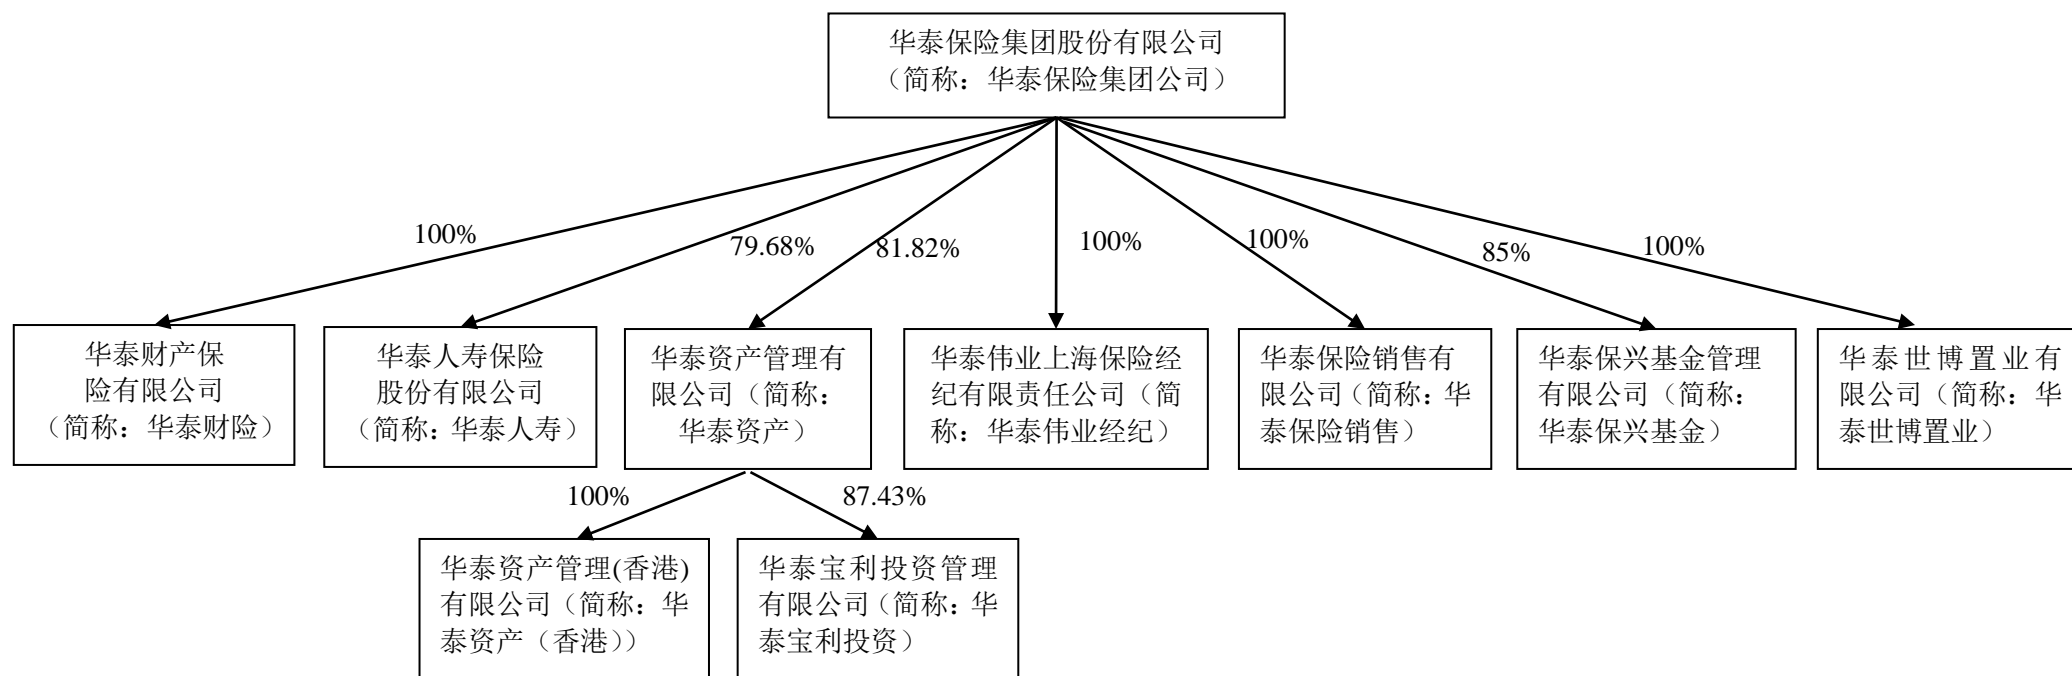 华泰保险集团股份有限公司
（简称：华泰保险集团公司）
100%
79.68%
81.82%
100%
100%
85%
100%
华泰财产保
险有限公司
（简称：华泰财险）
华泰人寿保险
股份有限公司
（简称：华泰人寿）
华泰资产管理有
限公司（简称：
华泰资产）
华泰伟业上海保险经
纪有限责任公司（简
称：华泰伟业经纪）
华泰保险销售有
限公司（简称：华
泰保险销售）
华泰保兴基金管理
有限公司（简称：
华泰保兴基金）
华泰世博置业有
限公司（简称：华
泰世博置业）
100%
87.43%
华泰资产管理(香港)
有限公司（简称：华
泰资产（香港））
华泰宝利投资管理
有限公司（简称：华
泰宝利投资）